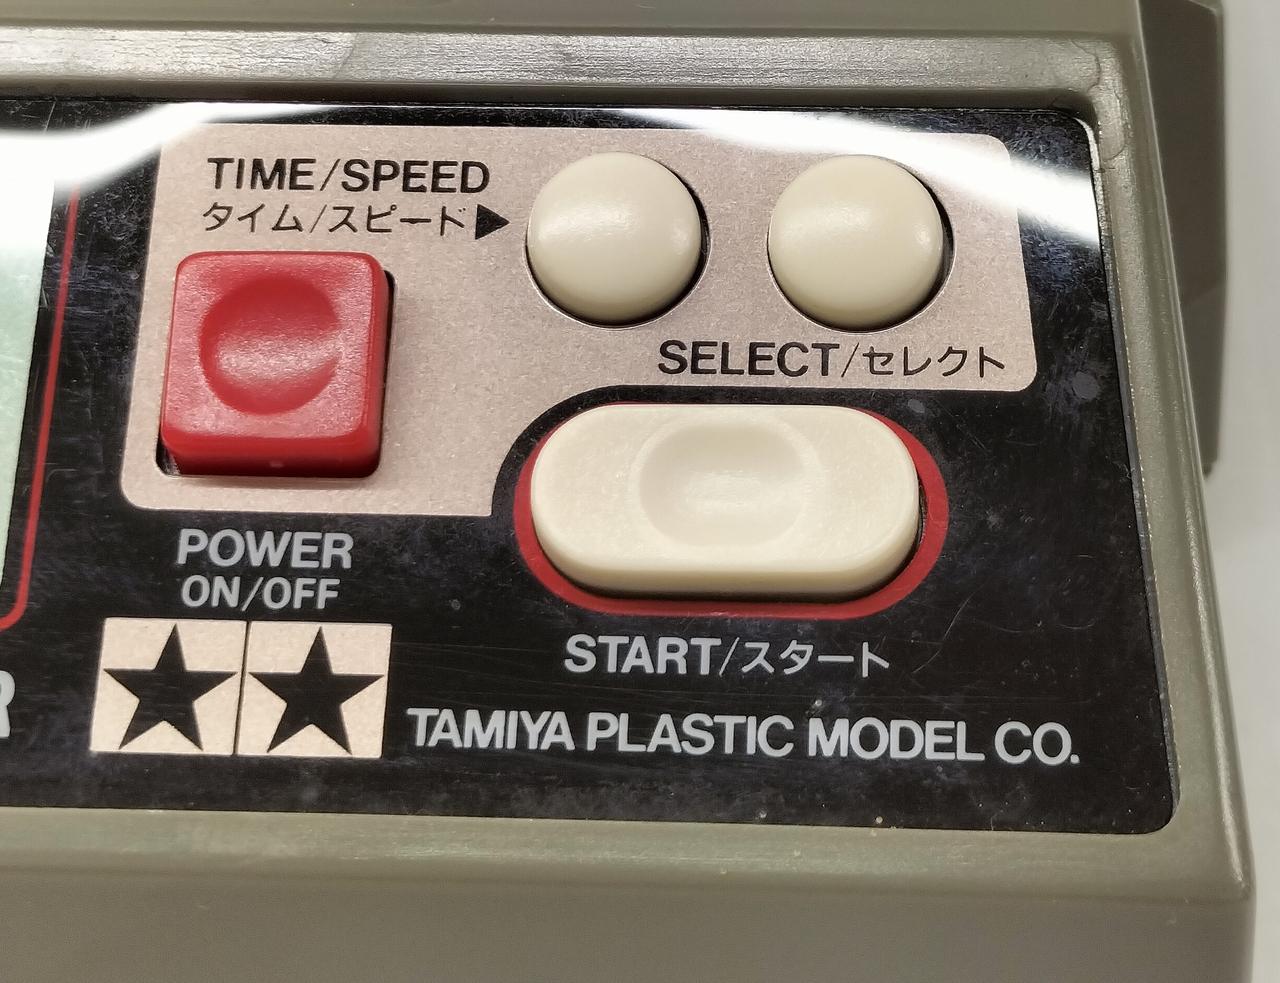 TIME/SPEED
タイム/スピード▶
SELECT/セレクト
POWER
ON/OFF
START/スタート
R
TAMIYA PLASTIC MODEL CO.